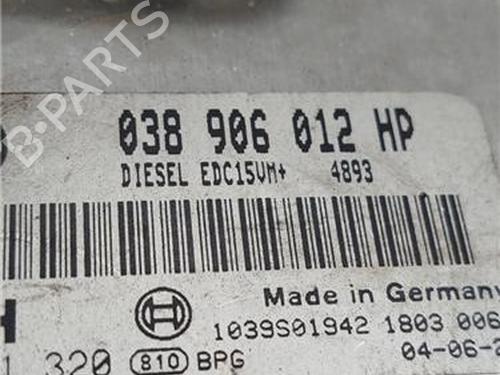 038 906 012 HP
DIESEL EDC15VM+ 4893
Made in Germany
1039S01942 1803 006
320 810 BPG 04-06-2
B-PARTS